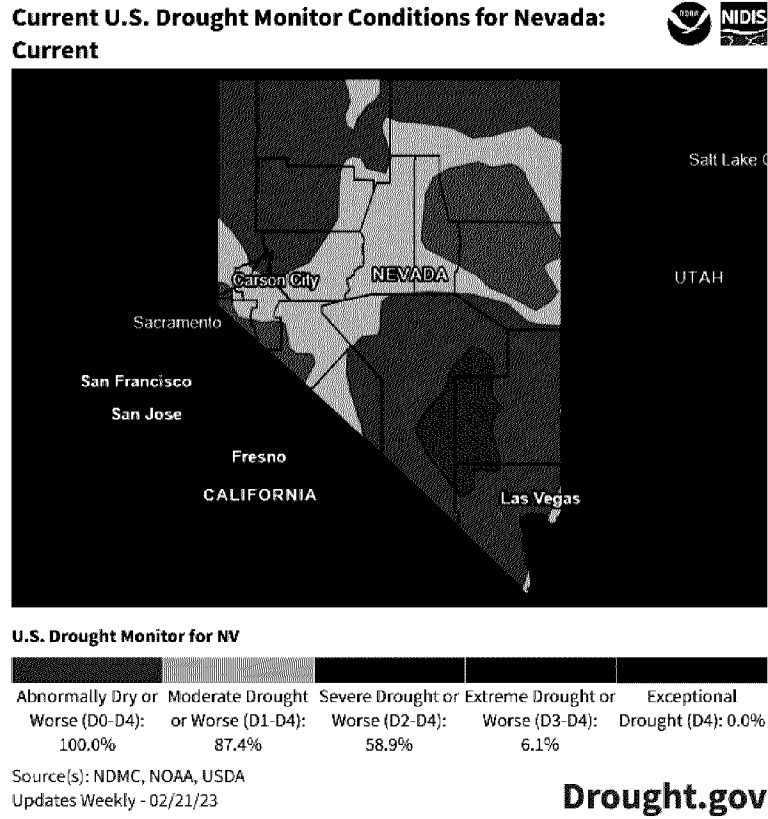 Current U.S. Drought Monitor Conditions for Nevada:
Current
NOAA
NIDIS
Salt Lake C
Carson City
NEVADA
UTAH
Sacramento
San Francisco
San Jose
Fresno
CALIFORNIA
Las Vegas
U.S. Drought Monitor for NV
Abnormally Dry or
Worse (D0-D4):
100.0%
Moderate Drought
or Worse (D1-D4):
87.4%
Severe Drought or
Worse (D2-D4):
58.9%
Extreme Drought or
Worse (D3-D4):
6.1%
Exceptional
Drought (D4): 0.0%
Source(s): NDMC, NOAA, USDA
Updates Weekly - 02/21/23
Drought.gov